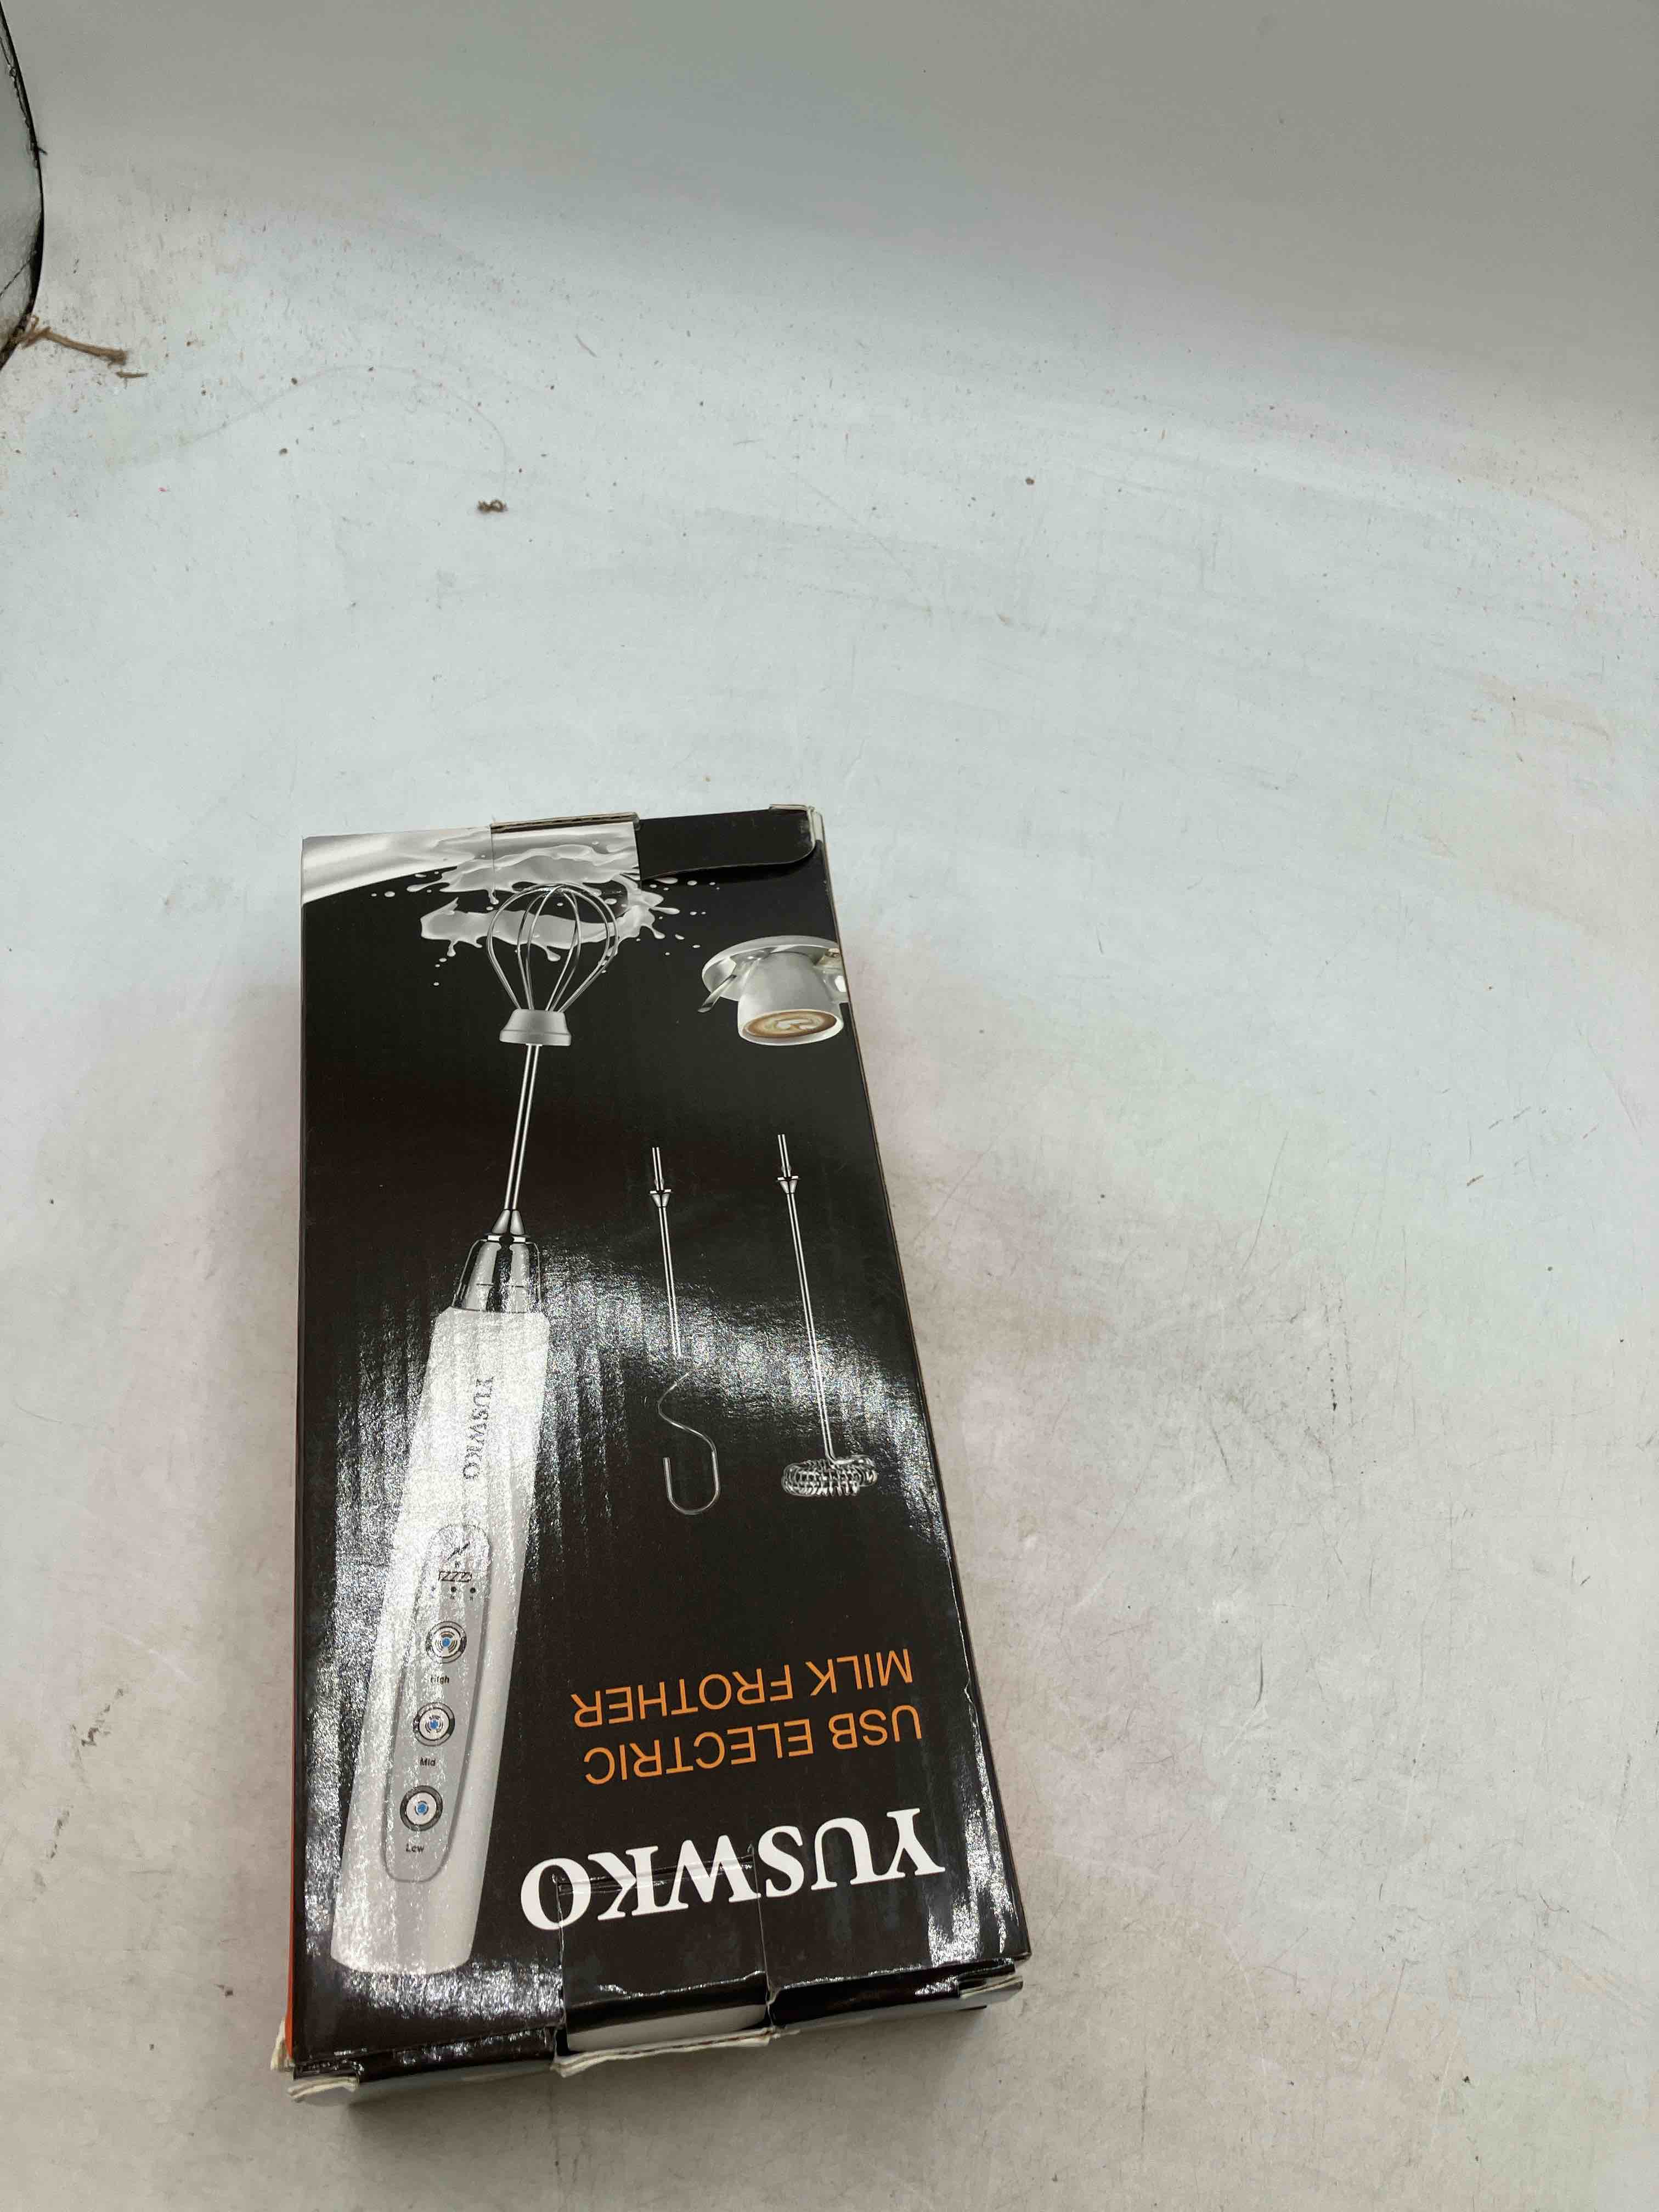 YUSWKO
USB ELECTRIC
MILK FROTHER
Low
Mid
High
YUSWKO